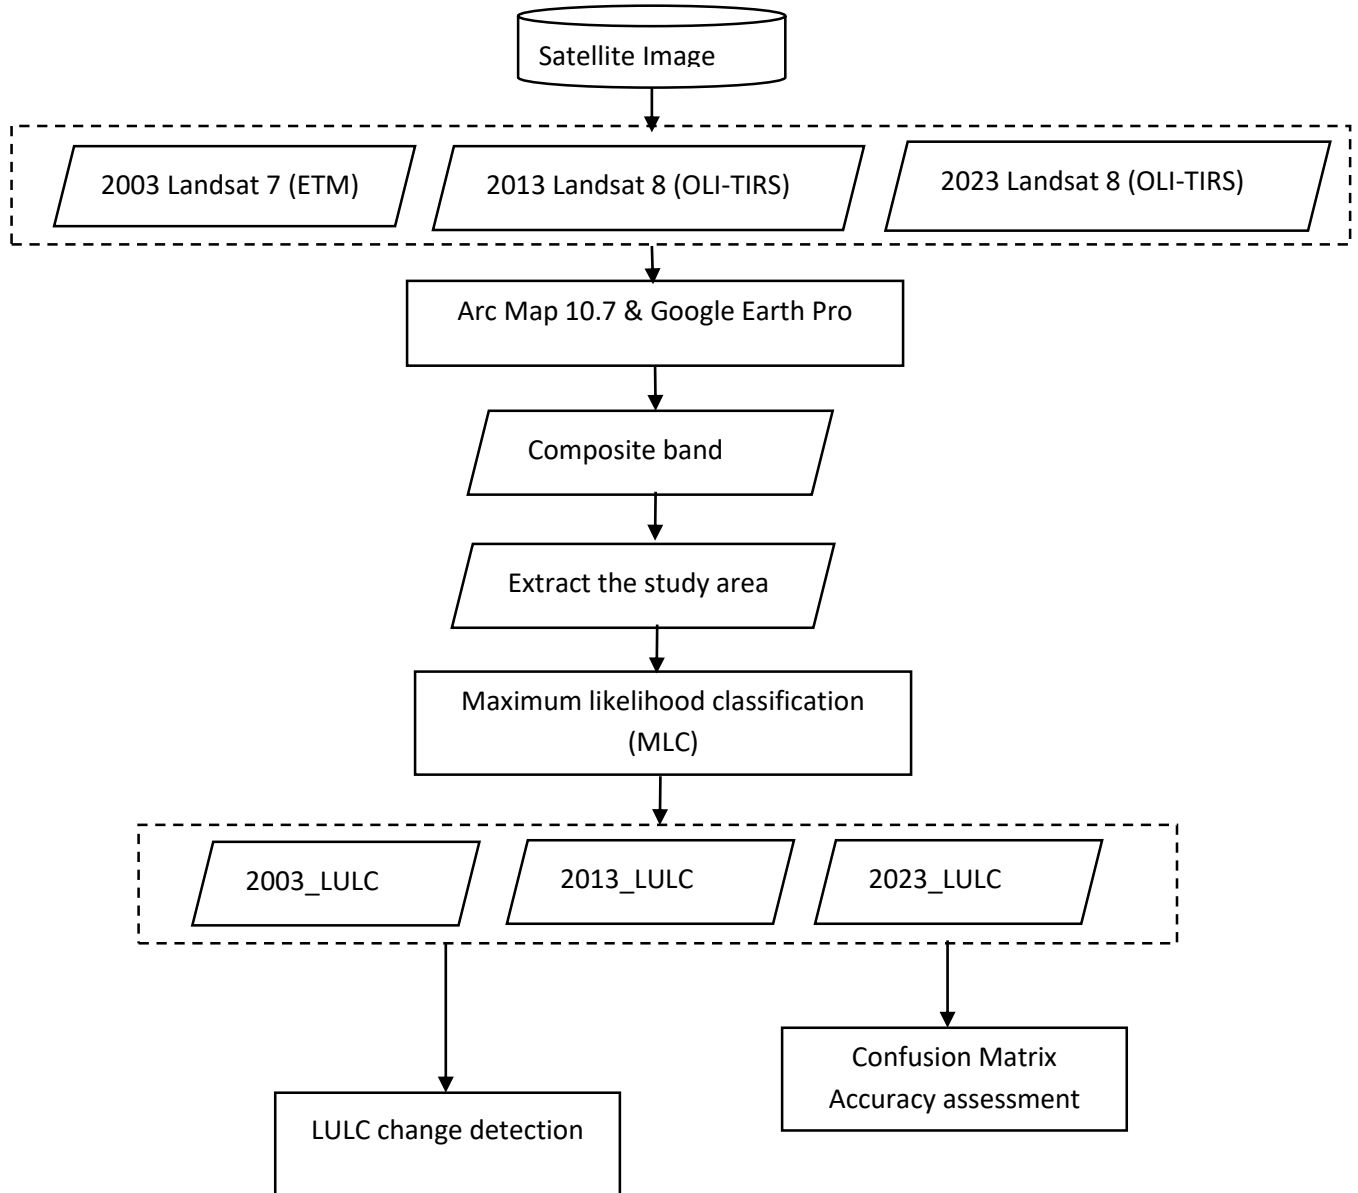 Satellite Image
2003 Landsat 7 (ETM)
2013 Landsat 8 (OLI-TIRS)
2023 Landsat 8 (OLI-TIRS)
Arc Map 10.7 & Google Earth Pro
Composite band
Extract the study area
Maximum likelihood classification
(MLC)
2003_LULC
2013_LULC
2023_LULC
Confusion Matrix
Accuracy assessment
LULC change detection